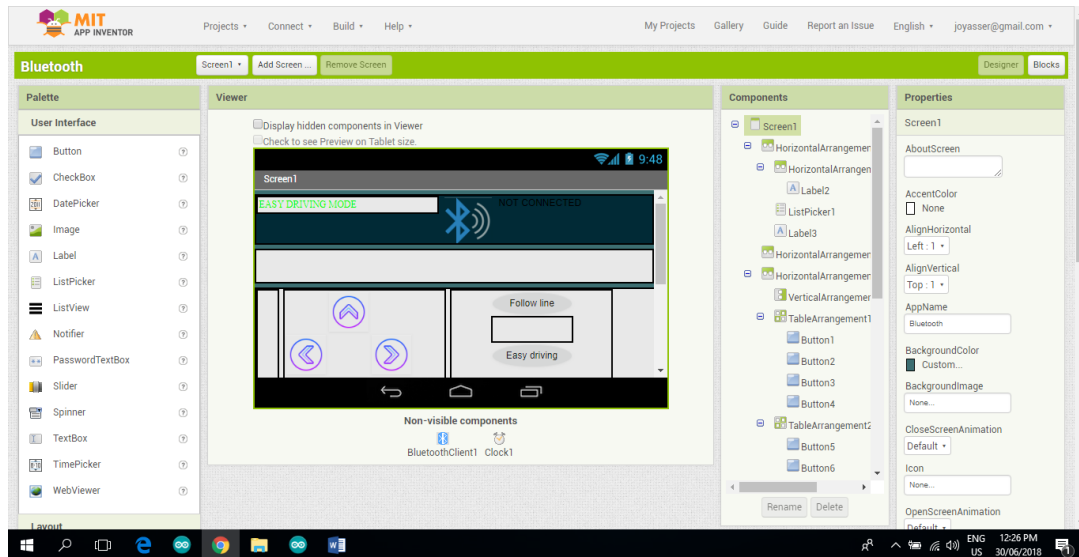 MIT
APP INVENTOR
Projects
Connect
Build
Help
My Projects
Gallery
Guide
Report an Issue
English
joyasser@gmail.com
Bluetooth
Screen1
Add Screen ...
Remove Screen
Designer
Blocks
Palette
User Interface
Button
CheckBox
DatePicker
Image
Label
ListPicker
ListView
Notifier
PasswordTextBox
Slider
Spinner
TextBox
TimePicker
WebViewer
Layout
Viewer
Display hidden components in Viewer
Check to see Preview on Tablet size.
9:48
Screen1
EASY DRIVING MODE
NOT CONNECTED
Follow line
Easy driving
Non-visible components
BluetoothClient1
Clock1
Components
Screen1
HorizontalArrangemer
HorizontalArrangen
Label2
ListPicker1
Label3
HorizontalArrangemer
HorizontalArrangemer
VerticalArrangemer
TableArrangement1
Button1
Button2
Button3
Button4
TableArrangement2
Button5
Button6
Rename
Delete
Properties
Screen1
AboutScreen
AccentColor
None
AlignHorizontal
Left : 1
AlignVertical
Top : 1
AppName
Bluetooth
BackgroundColor
Custom...
BackgroundImage
None...
CloseScreenAnimation
Default
Icon
None...
OpenScreenAnimation
Default
ENG
US
12:26 PM
30/06/2018